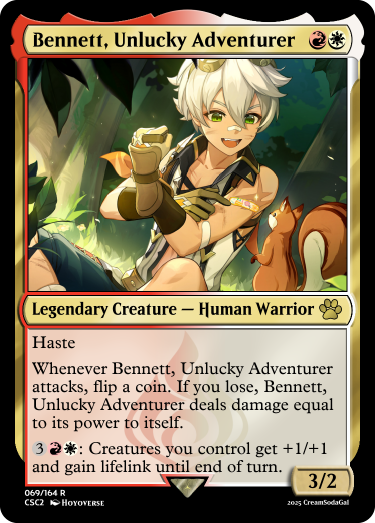 Bennett, Unlucky Adventurer
Legendary Creature — Human Warrior
Haste
Whenever Bennett, Unlucky Adventurer
attacks, flip a coin. If you lose, Bennett,
Unlucky Adventurer deals damage equal
to its power to itself.
3: Creatures you control get +1/+1
and gain lifelink until end of turn.
3/2
069/164 R
CSC2 Hoyoverse
2025 CreamSodaGal